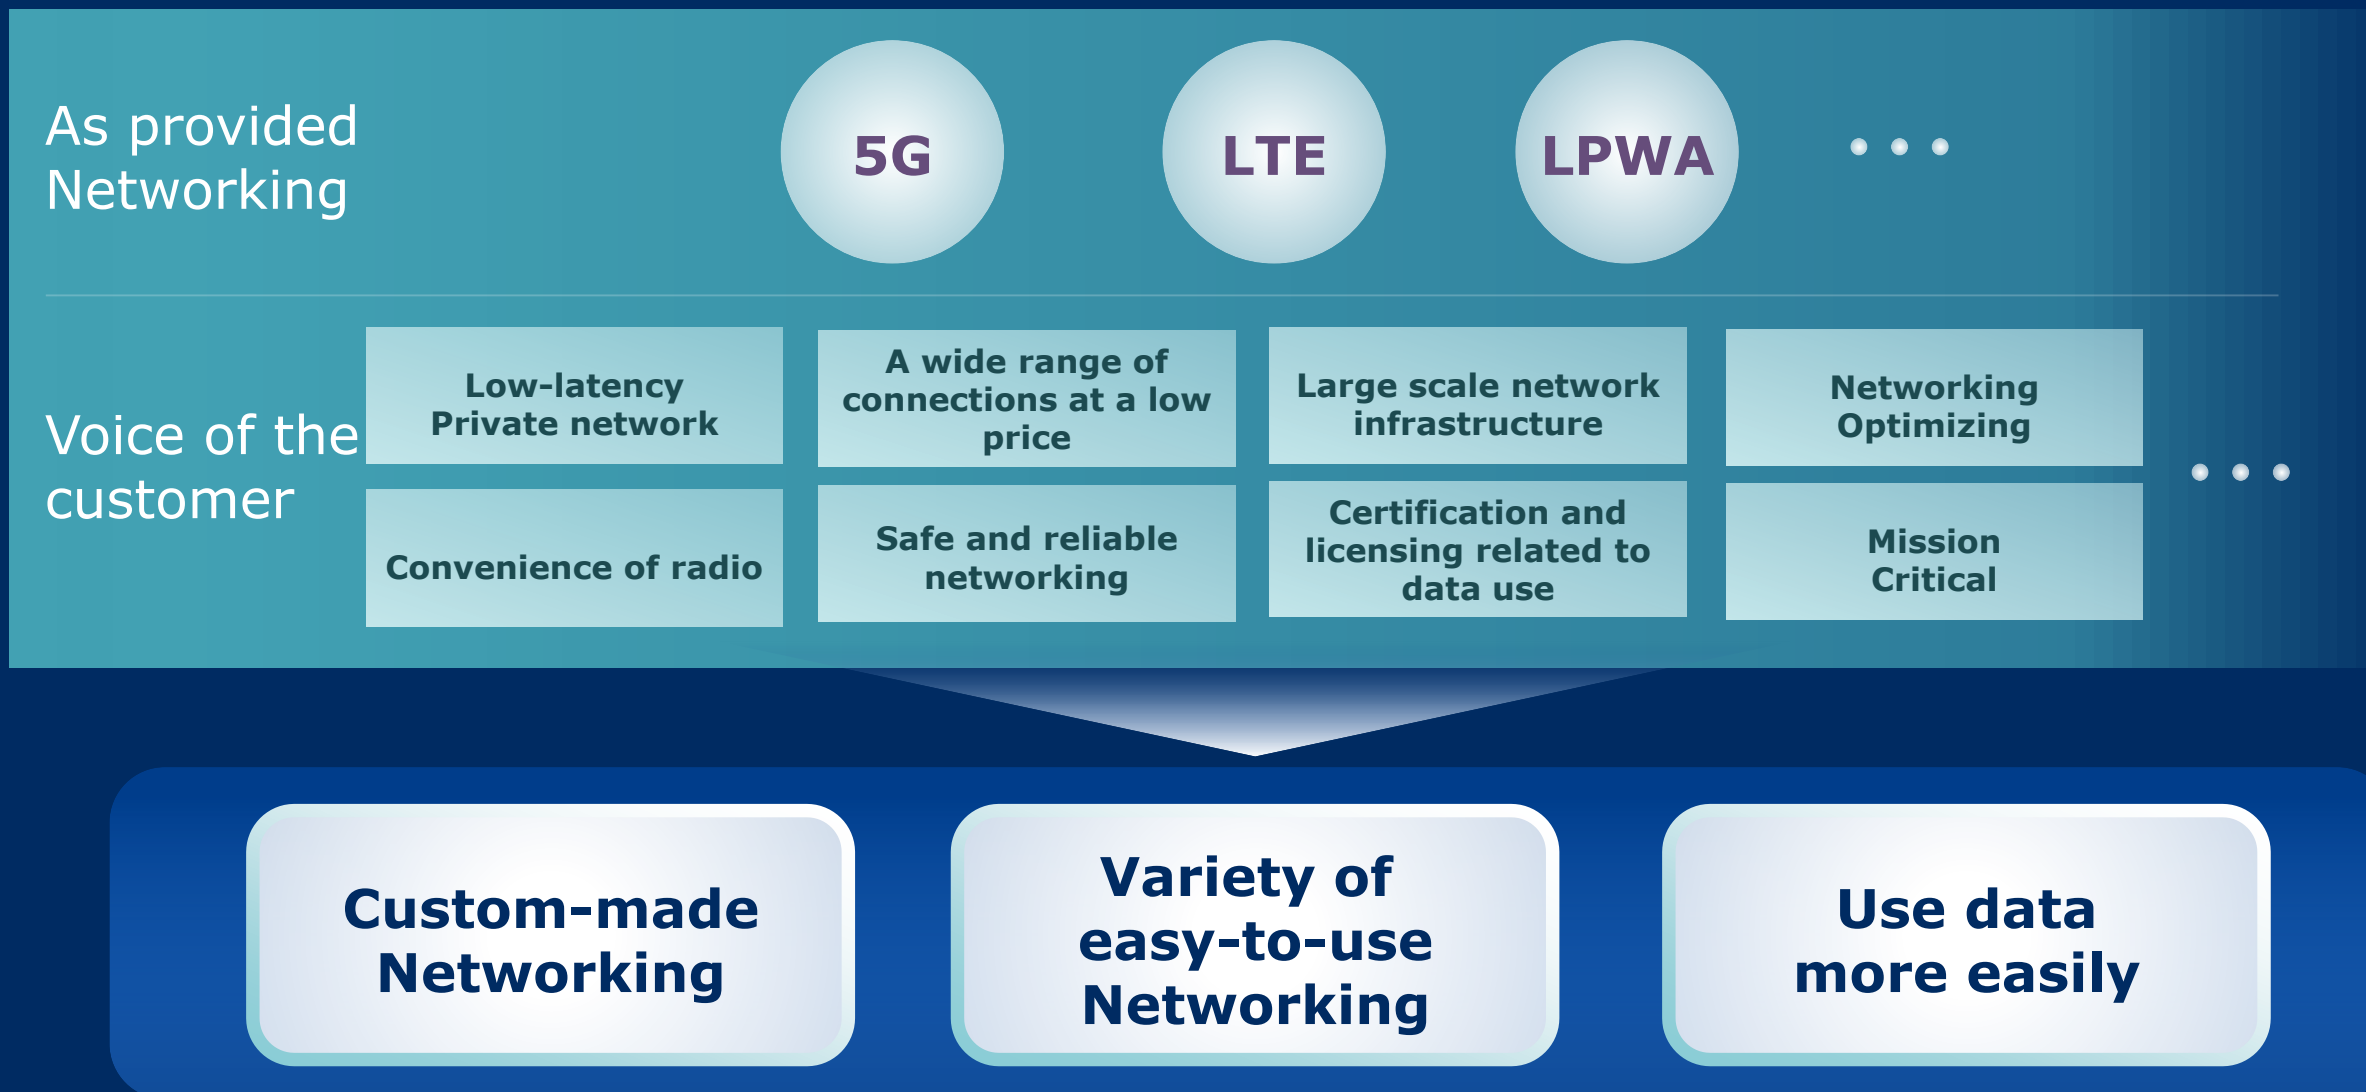 As provided
Networking
5G
LTE
LPWA
Voice of the
customer
Low-latency
Private network
A wide range of
connections at a low
price
Large scale network
infrastructure
Networking
Optimizing
Convenience of radio
Safe and reliable
networking
Certification and
licensing related to
data use
Mission
Critical
Custom-made
Networking
Variety of
easy-to-use
Networking
Use data
more easily